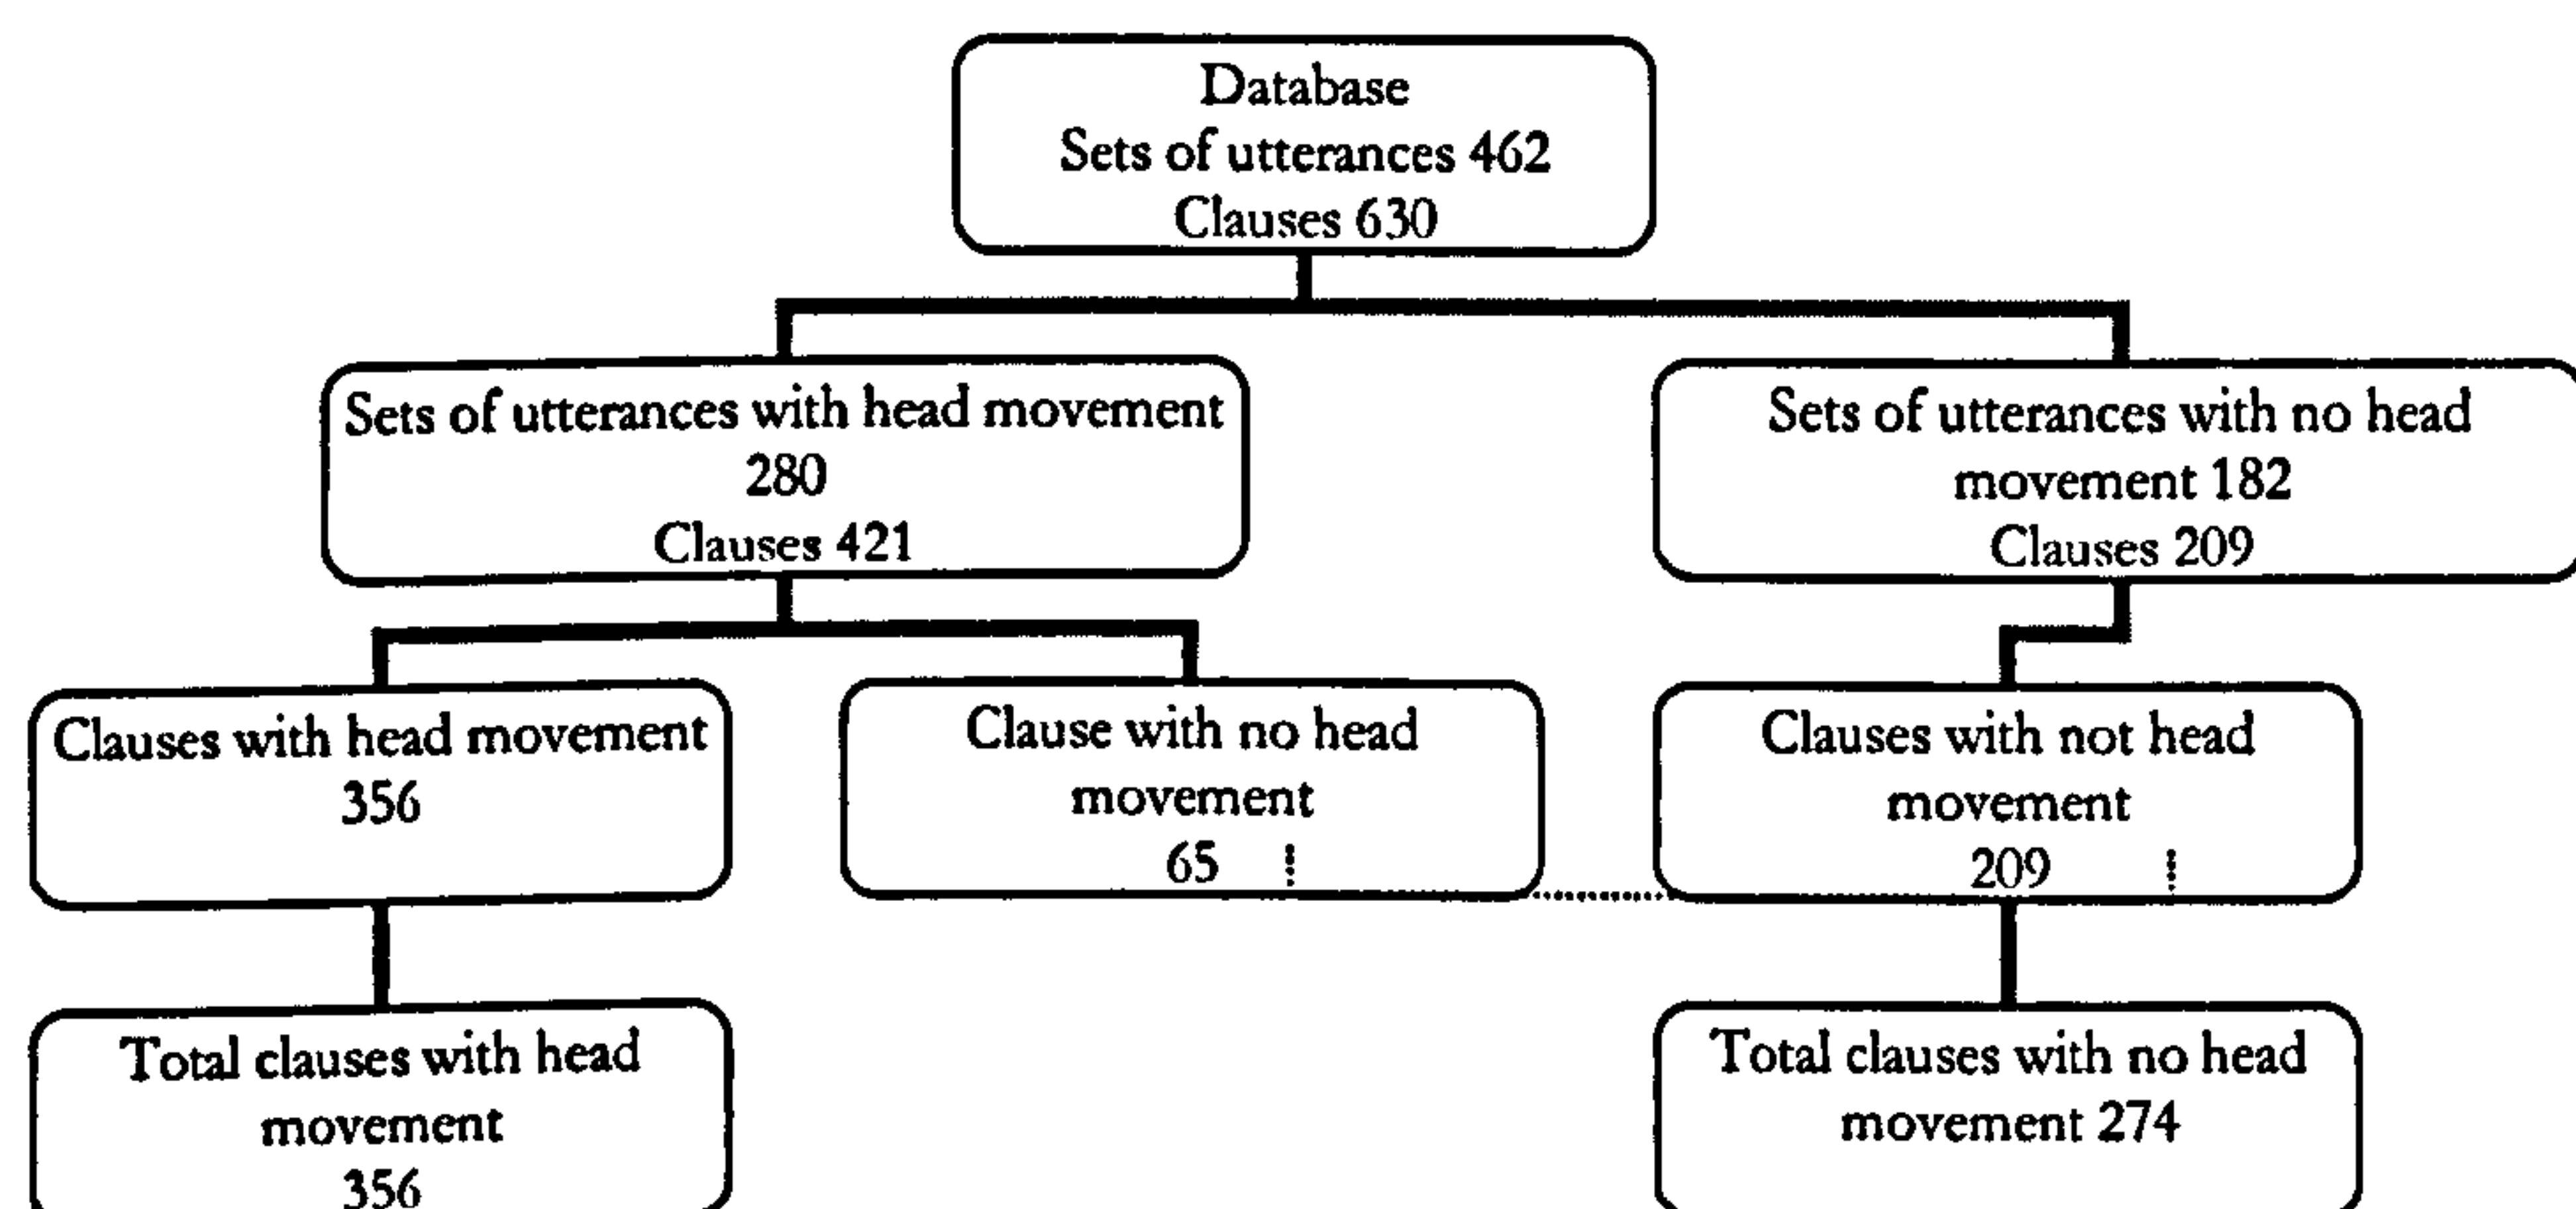 Database
Sets of utterances 462
Clauses 630
Sets of utterances with head movement
280
Clauses 421
Sets of utterances with no head
movement 182
Clauses 209
Clauses with head movement
356
Clause with no head
movement
65
Clauses with not head
movement
209
Total clauses with head
movement
356
Total clauses with no head
movement 274